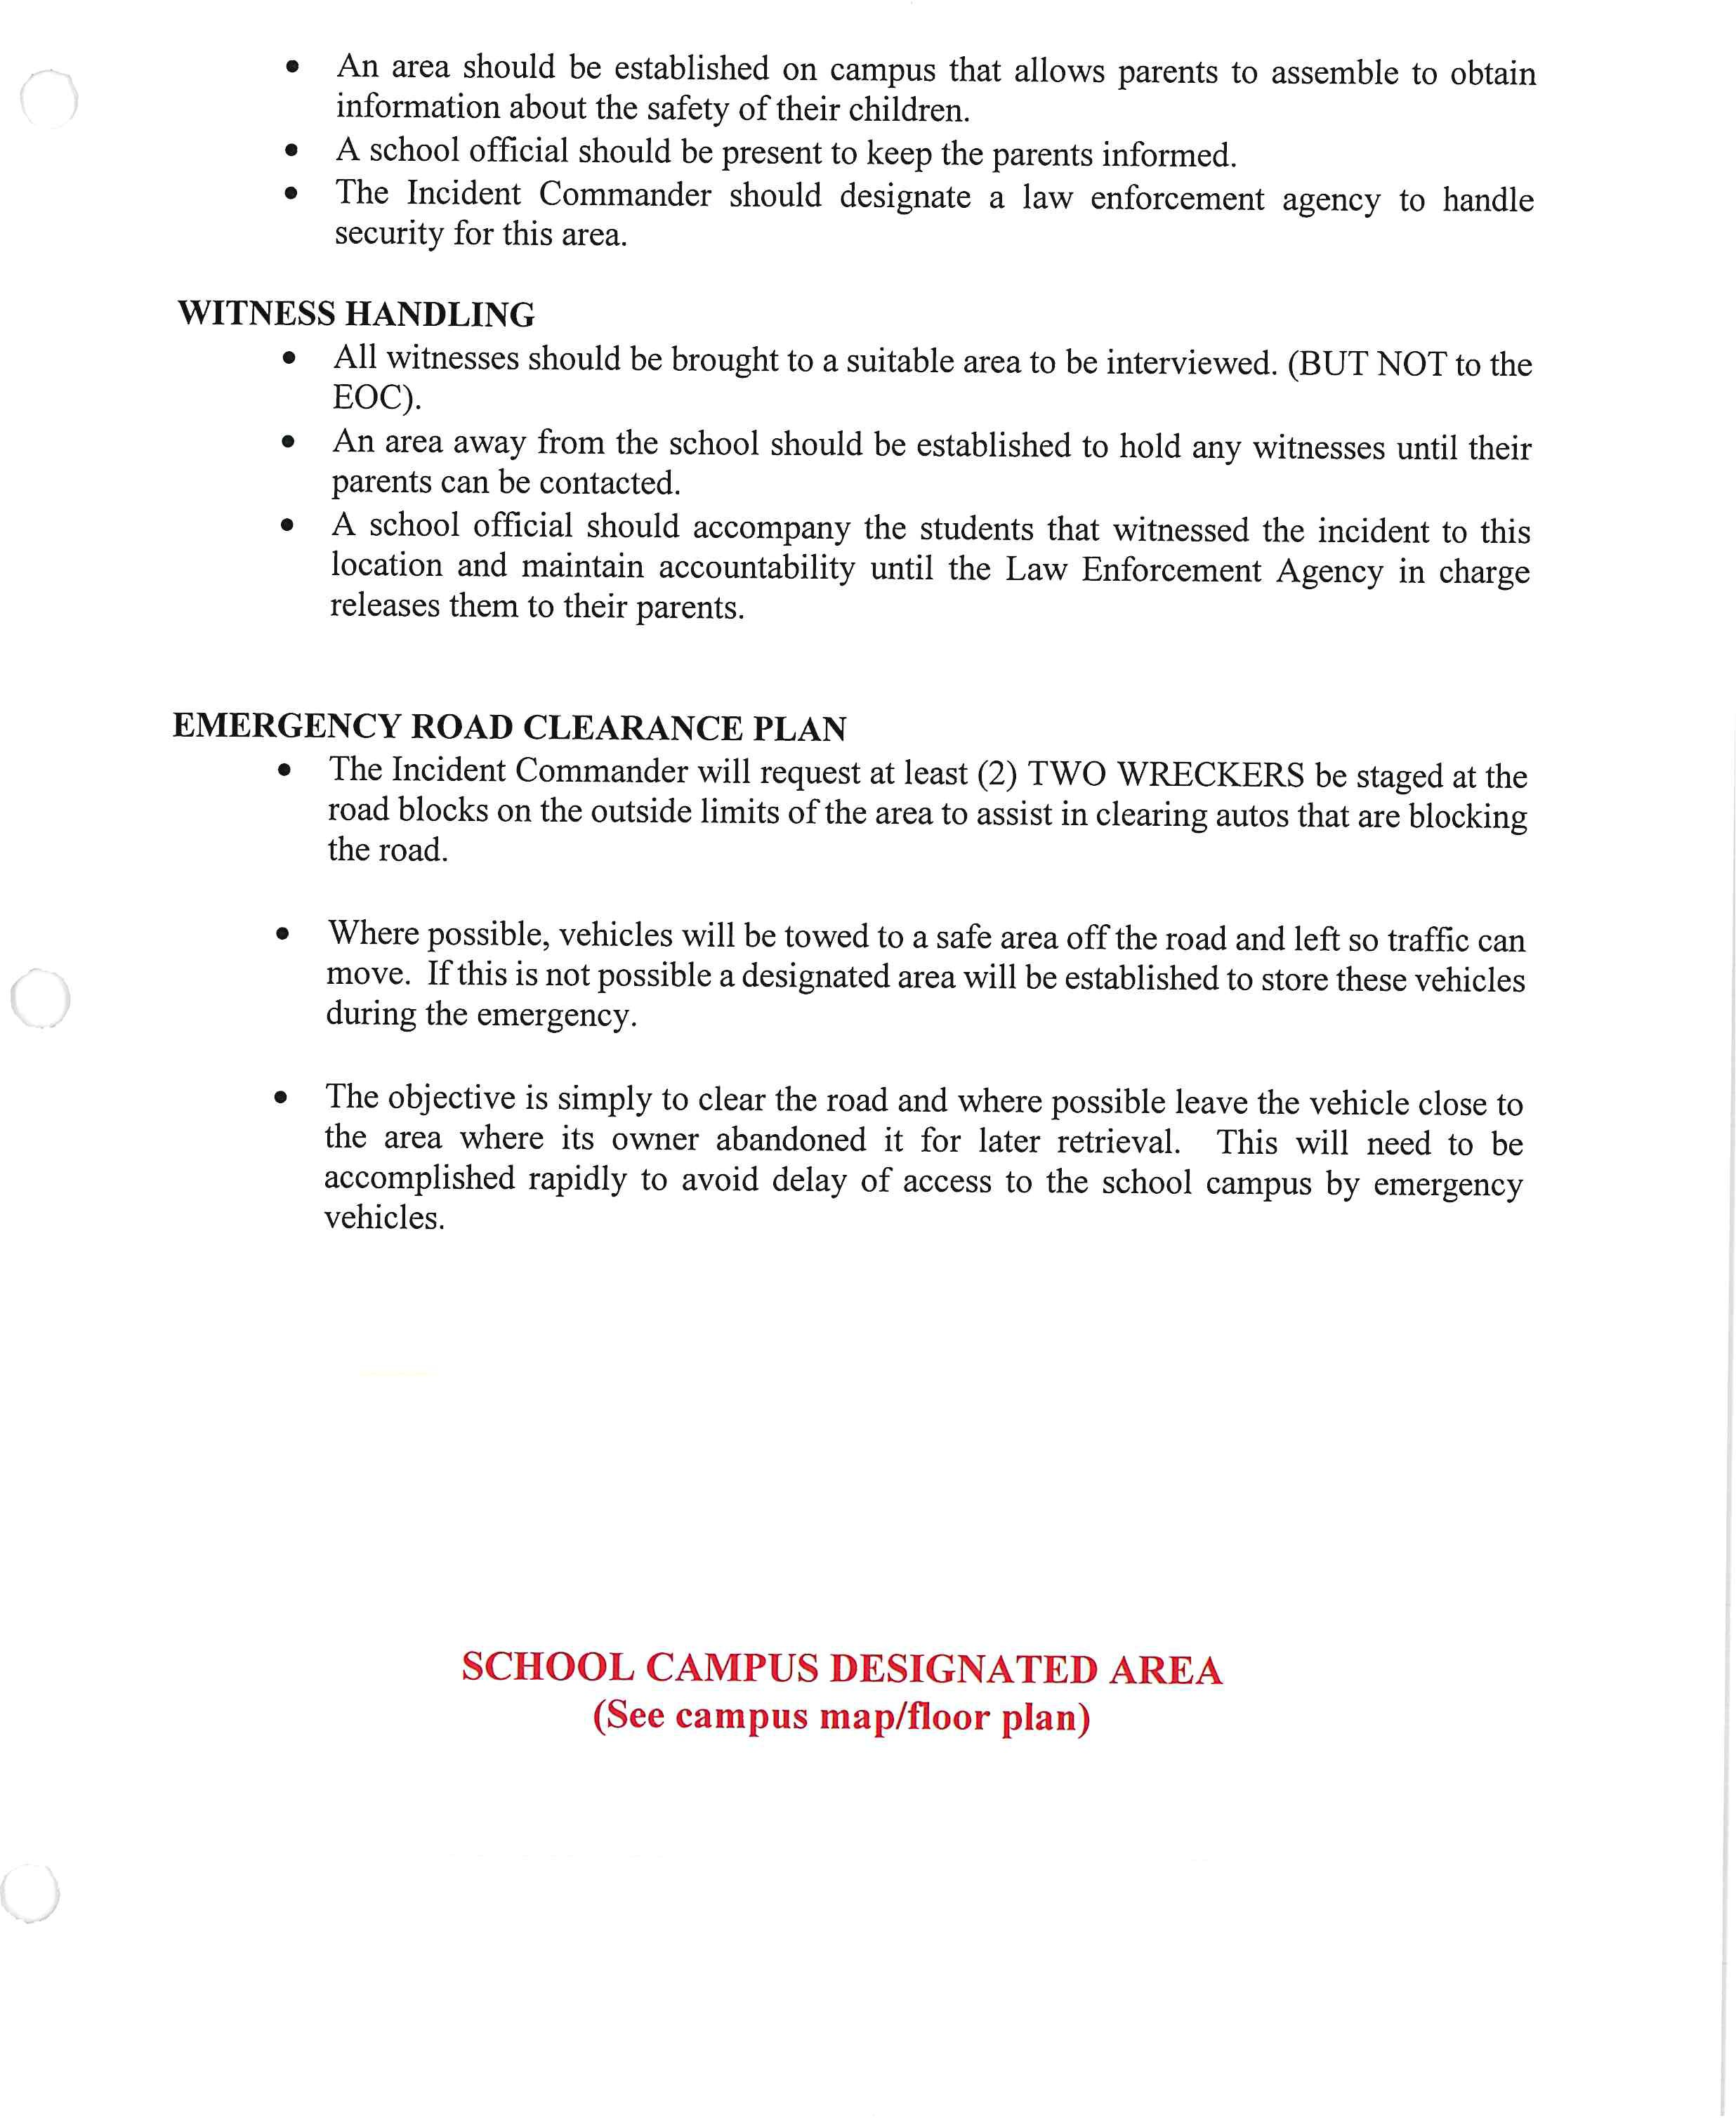 • An area should be established on campus that allows parents to assemble to obtain
information about the safety of their children.
• A school official should be present to keep the parents informed.
• The Incident Commander should designate a law enforcement agency to handle
security for this area.
WITNESS HANDLING
• All witnesses should be brought to a suitable area to be interviewed. (BUT NOT to the
EOC).
• An area away from the school should be established to hold any witnesses until their
parents can be contacted.
• A school official should accompany the students that witnessed the incident to this
location and maintain accountability until the Law Enforcement Agency in charge
releases them to their parents.
EMERGENCY ROAD CLEARANCE PLAN
• The Incident Commander will request at least (2) TWO WRECKERS be staged at the
road blocks on the outside limits of the area to assist in clearing autos that are blocking
the road.
• Where possible, vehicles will be towed to a safe area off the road and left so traffic can
move. If this is not possible a designated area will be established to store these vehicles
during the emergency.
• The objective is simply to clear the road and where possible leave the vehicle close to
the area where its owner abandoned it for later retrieval. This will need to be
accomplished rapidly to avoid delay of access to the school campus by emergency
vehicles.
SCHOOL CAMPUS DESIGNATED AREA
(See campus map/floor plan)